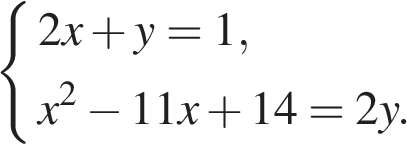 2x + y = 1,
x² − 11x + 14 = 2y.